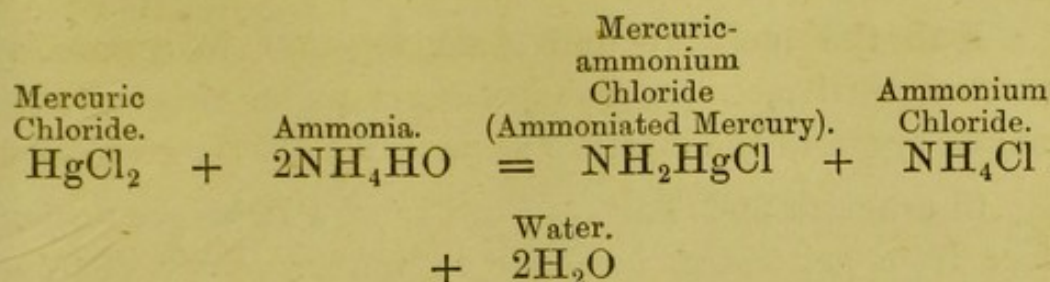 Mercuric-
ammonium
Mercuric Chloride Ammonium
Chloride. Ammonia. (Ammoniated Mercury). Chloride.
HgCl₂ + 2NH₄HO = NH₂HgCl + NH₄Cl
Water.
+ 2H₂O